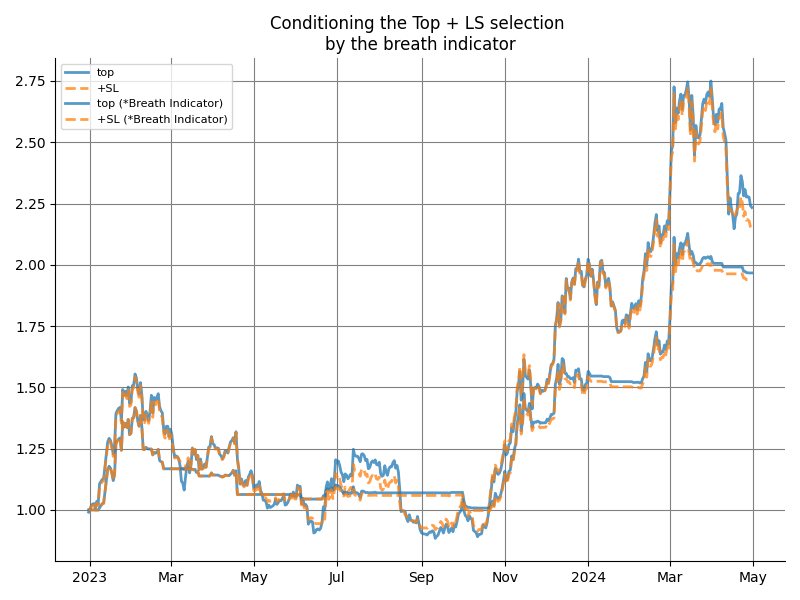 Conditioning the Top + LS selection
by the breath indicator
top
+SL
top (*Breath Indicator)
+SL (*Breath Indicator)
2.75
2.50
2.25
2.00
1.75
1.50
1.25
1.00
2023 Mar May Jul Sep Nov 2024 Mar May